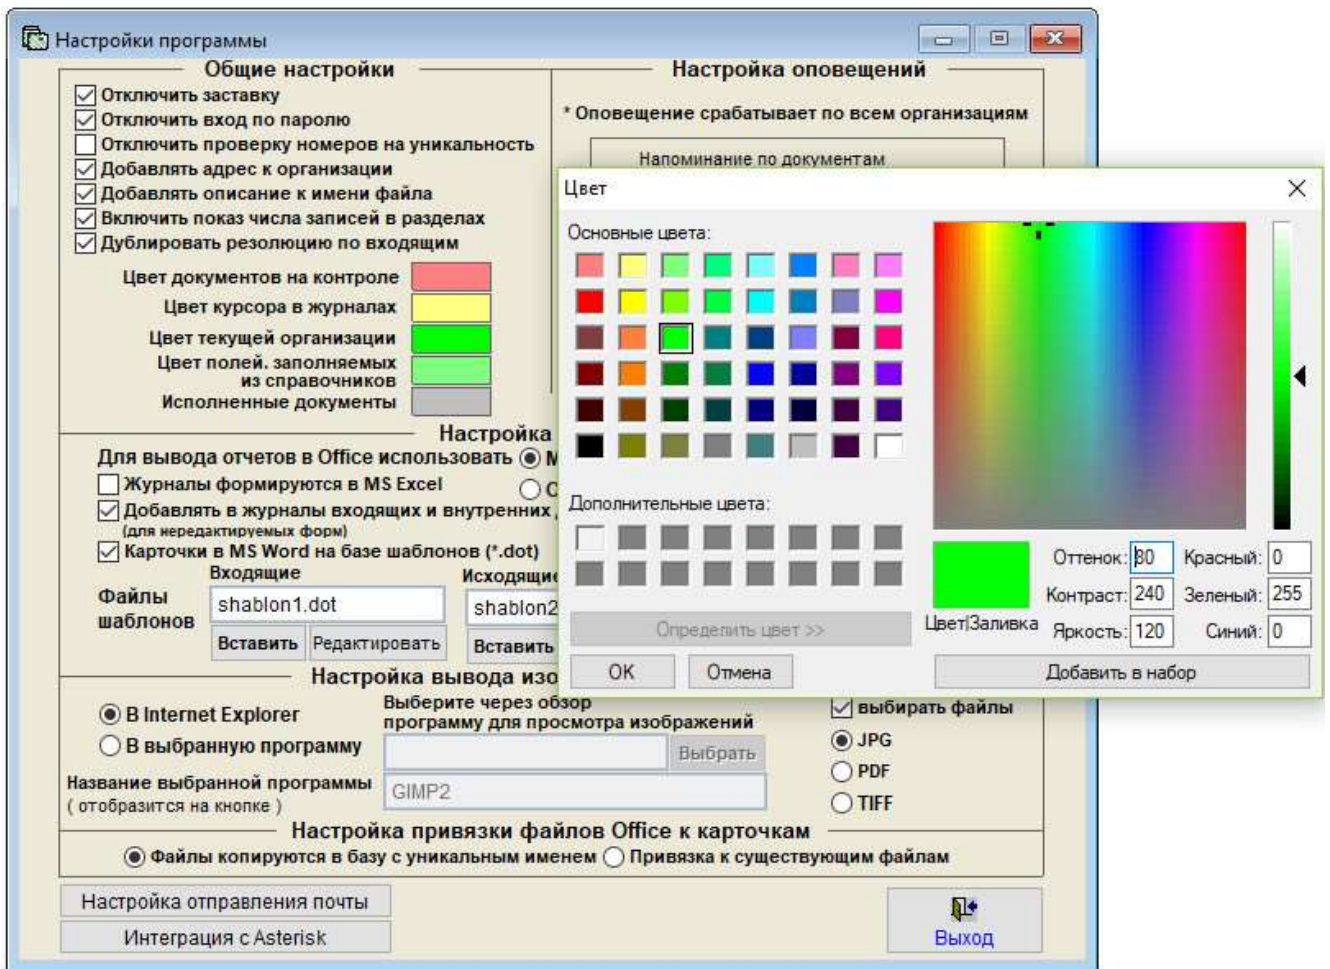 Настройки программы
Общие настройки
Отключить заставку
Отключить вход по паролю
Отключить проверку номеров на уникальность
Добавлять адрес к организации
Добавлять описание к имени файла
Включить показ числа записей в разделах
Дублировать резолюцию по входящим
Цвет документов на контроле
Цвет курсора в журналах
Цвет текущей организации
Цвет полей. заполняемых
из справочников
Исполненные документы
Настройка оповещений
* Оповещение срабатывает по всем организациям
Напоминание по документам
Цвет
Основные цвета:
Дополнительные цвета:
Определить цвет >>
OK
Отмена
Цвет|Заливка
Оттенок: 80
Контраст: 240
Яркость: 120
Красный: 0
Зеленый: 255
Синий: 0
Добавить в набор
Настройка
Для вывода отчетов в Office использовать
Журналы формируются в MS Excel
Добавлять в журналы входящих и внутренних
(для нередактируемых форм)
Карточки в MS Word на базе шаблонов (*.dot)
Файлы
шаблонов
Входящие
shablon1.dot
Вставить
Редактировать
Исходящие
shablon2
Вставить
Настройка вывода изо
В Internet Explorer
В выбранную программу
Выберите через обзор
программу для просмотра изображений
Выбрать
Название выбранной программы
( отобразится на кнопке )
GIMP2
выбирать файлы
JPG
PDF
TIFF
Настройка привязки файлов Office к карточкам
Файлы копируются в базу с уникальным именем
Привязка к существующим файлам
Настройка отправления почты
Интеграция с Asterisk
Выход